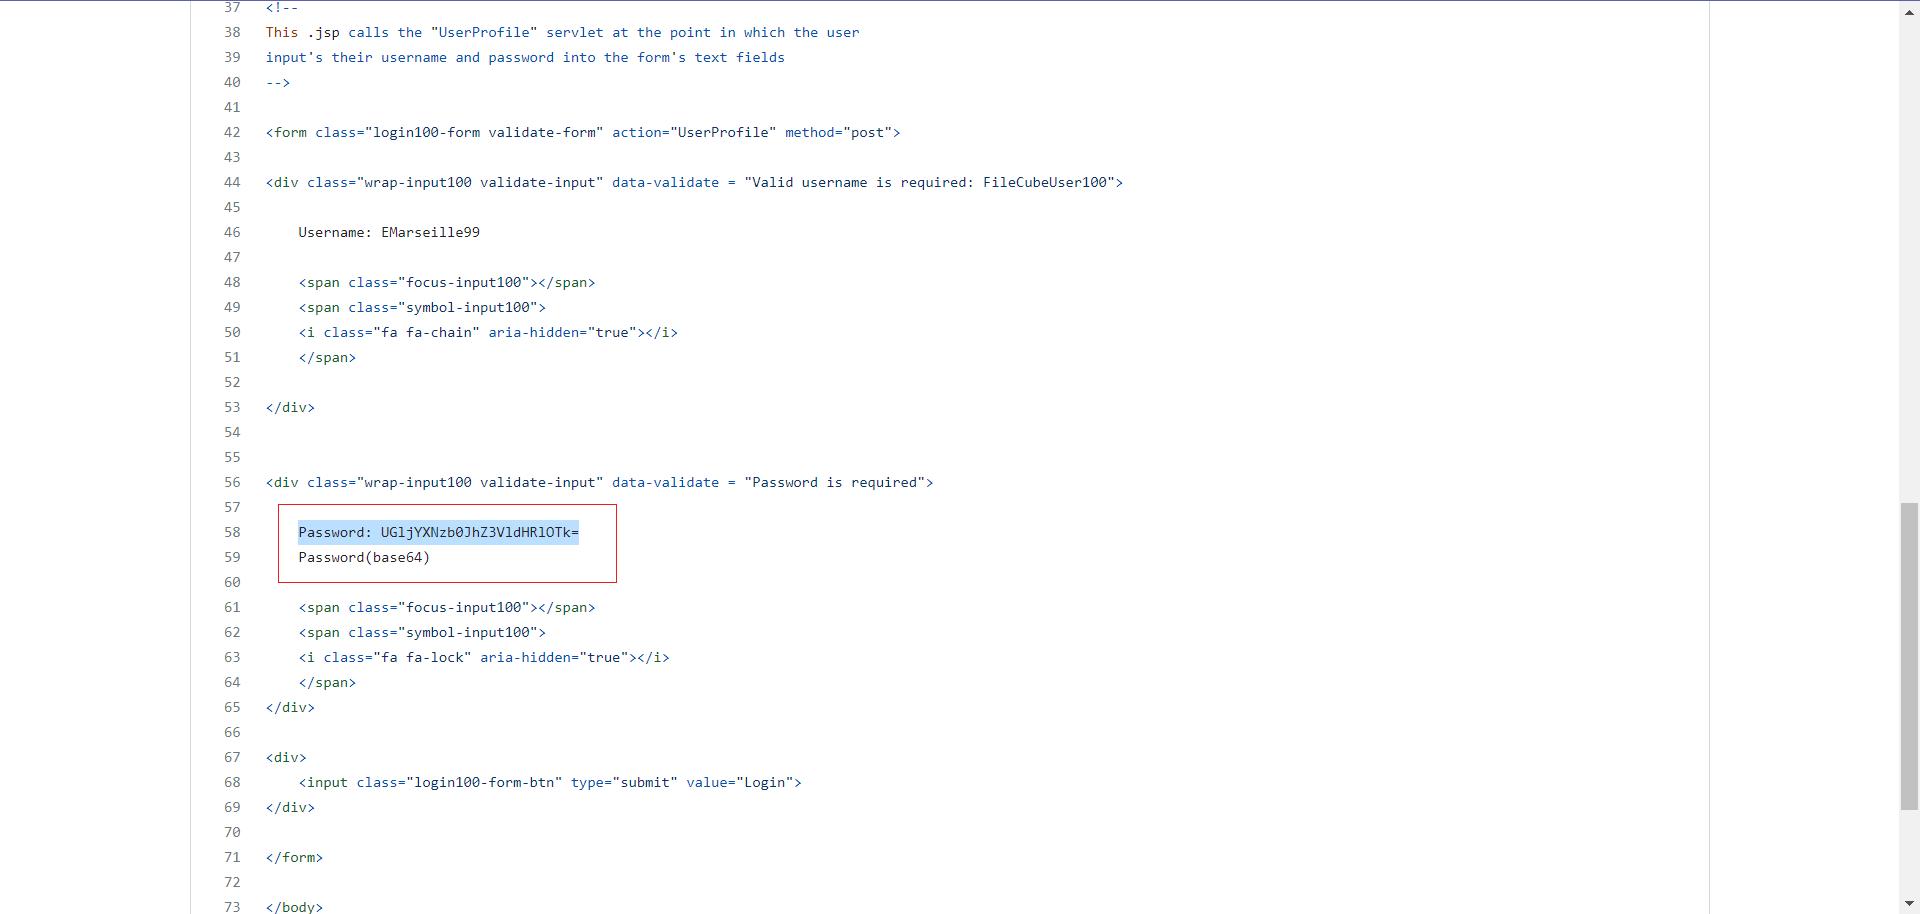 37 <!--
38 This .jsp calls the "UserProfile" servlet at the point in which the user
39 input's their username and password into the form's text fields
40 -->
41
42 <form class="login100-form validate-form" action="UserProfile" method="post">
43
44 <div class="wrap-input100 validate-input" data-validate = "Valid username is required: FileCubeUser100">
45
46 Username: EMarseille99
47
48 <span class="focus-input100"></span>
49 <span class="symbol-input100">
50 <i class="fa fa-chain" aria-hidden="true"></i>
51 </span>
52
53 </div>
54
55
56 <div class="wrap-input100 validate-input" data-validate = "Password is required">
57
58 Password: UGljYXNzb0JhZ3VldHRlOTk=
59 Password(base64)
60
61 <span class="focus-input100"></span>
62 <span class="symbol-input100">
63 <i class="fa fa-lock" aria-hidden="true"></i>
64 </span>
65 </div>
66
67 <div>
68 <input class="login100-form-btn" type="submit" value="Login">
69 </div>
70
71 </form>
72
73 </body>